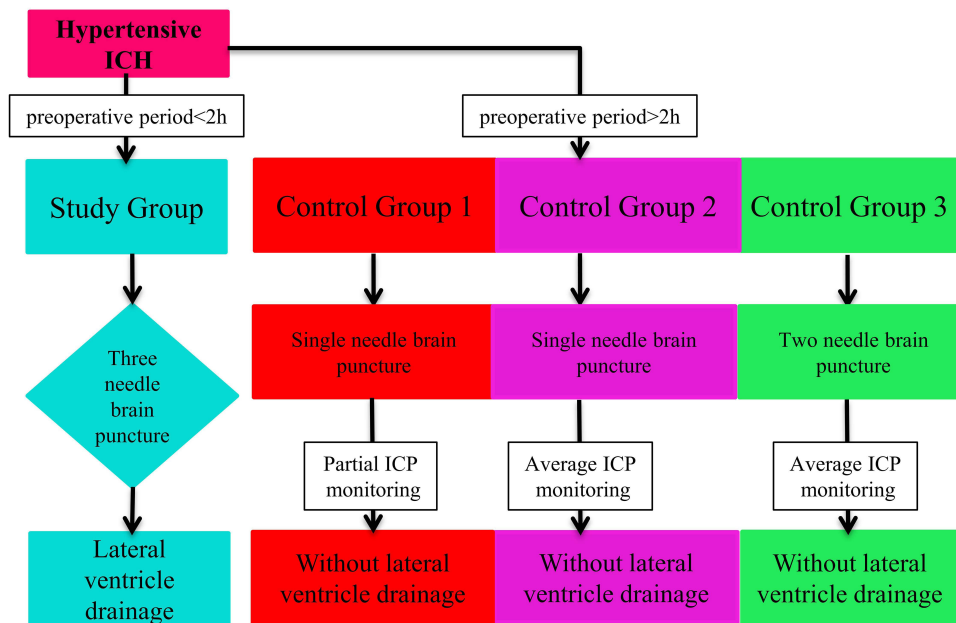 Hypertensive
ICH
preoperative period<2h
preoperative period>2h
Study Group
Control Group 1
Control Group 2
Control Group 3
Three
needle
brain
puncture
Single needle brain
puncture
Single needle brain
puncture
Two needle brain
puncture
Partial ICP
monitoring
Average ICP
monitoring
Average ICP
monitoring
Lateral
ventricle
drainage
Without lateral
ventricle drainage
Without lateral
ventricle drainage
Without lateral
ventricle drainage